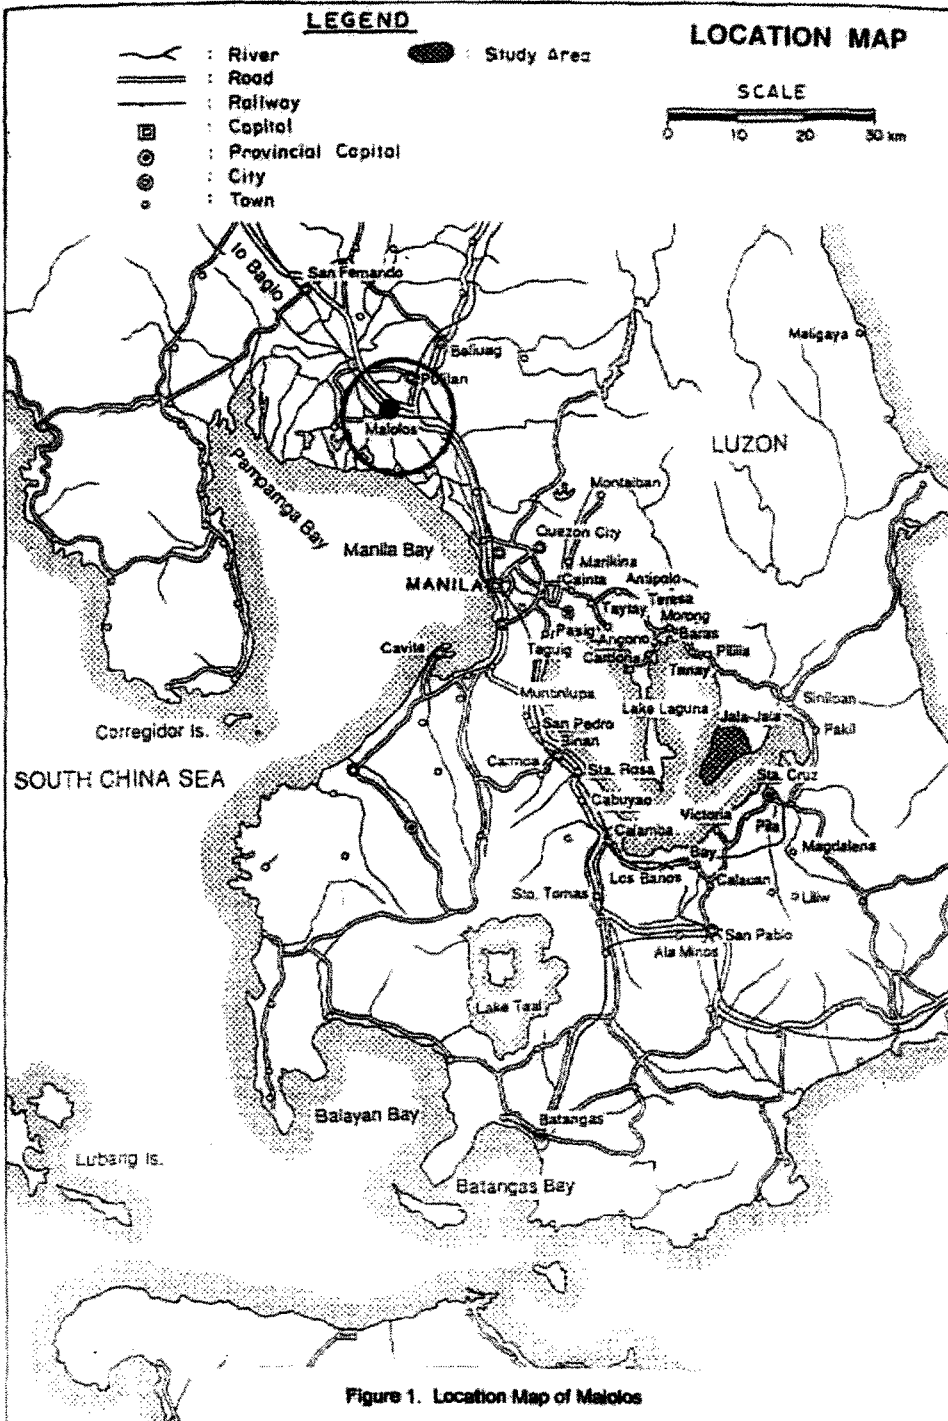 LEGEND
LOCATION MAP
: River
: Study Area
: Road
: Railway
: Capital
: Provincial Capital
: City
: Town
SCALE
0 10 20 30 km
San Fernando
Baliuag
Maligaya
Malolos
LUZON
Pampamga Bay
Montalban
Quezon City
Manila Bay
Marikina
MANILA
Cainta
Antipolo
Teresa
Taytay
Morong
Pasig
Angono
Baras
Taguig
Cardona
Pililla
Cavite
Tanay
Muntinlupa
Siniloan
Lake Laguna
Jala-Jala
Corregidor Is.
San Pedro
Pakil
Binan
SOUTH CHINA SEA
Sta. Rosa
Sta. Cruz
Cabuyao
Victoria
Pila
Calamba
Magdalena
Bay
Los Banos
Calauan
Sto. Tomas
Liliw
San Pablo
Ala Minos
Lake Taal
Balayan Bay
Batangas
Lubang Is.
Batangas Bay
Figure 1. Location Map of Malolos